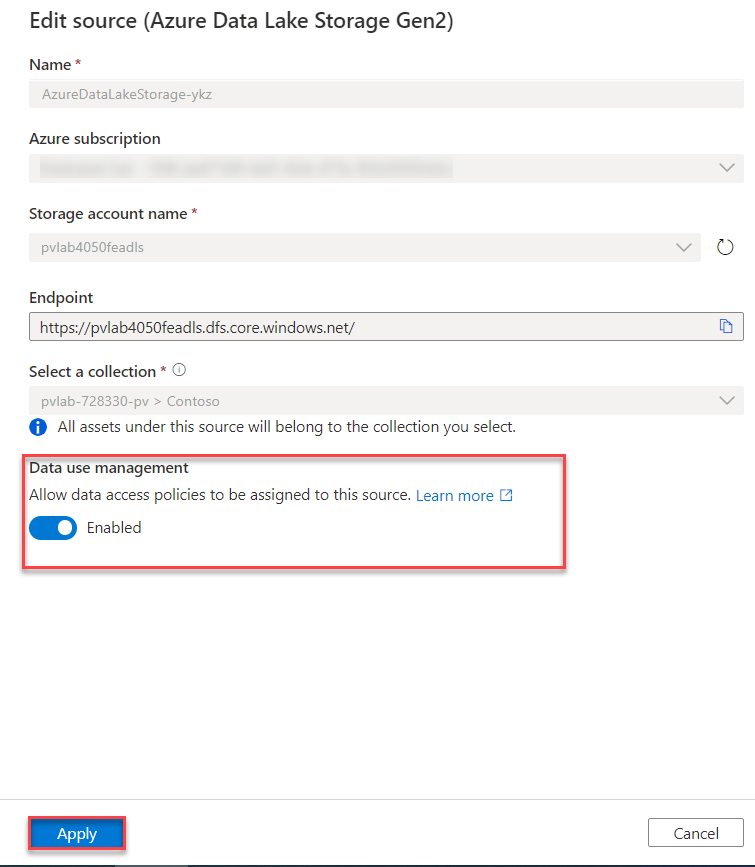 Edit source (Azure Data Lake Storage Gen2)
Name *
AzureDataLakeStorage-ykz
Azure subscription
Storage account name *
pvlab4050feadls
Endpoint
https://pvlab4050feadls.dfs.core.windows.net/
Select a collection *
pvlab-728330-pv > Contoso
All assets under this source will belong to the collection you select.
Data use management
Allow data access policies to be assigned to this source. Learn more
Enabled
Apply Cancel